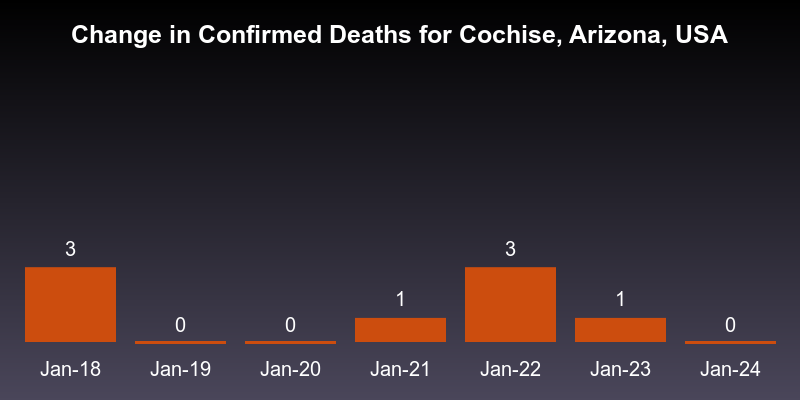 Change in Confirmed Deaths for Cochise, Arizona, USA
3 0 0 1 3 1 0
Jan-18 Jan-19 Jan-20 Jan-21 Jan-22 Jan-23 Jan-24